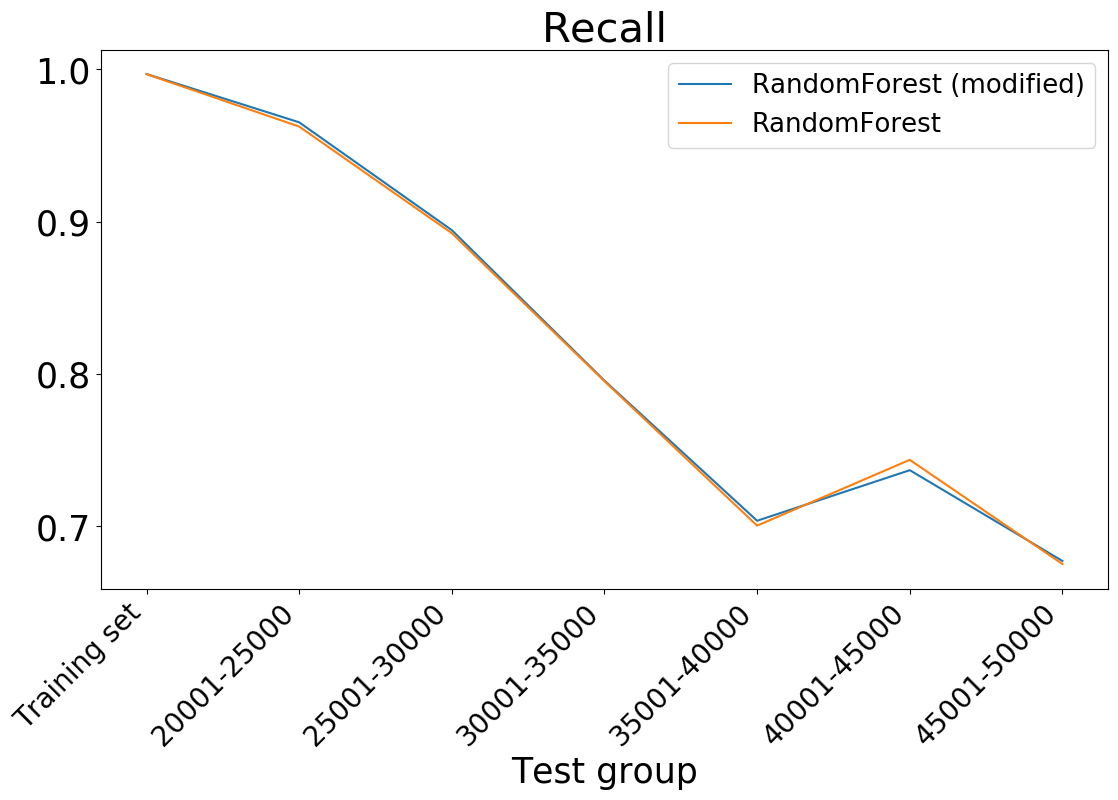 Recall
RandomForest (modified)
RandomForest
1.0
0.9
0.8
0.7
Training set
20001-25000
25001-30000
30001-35000
35001-40000
40001-45000
45001-50000
Test group